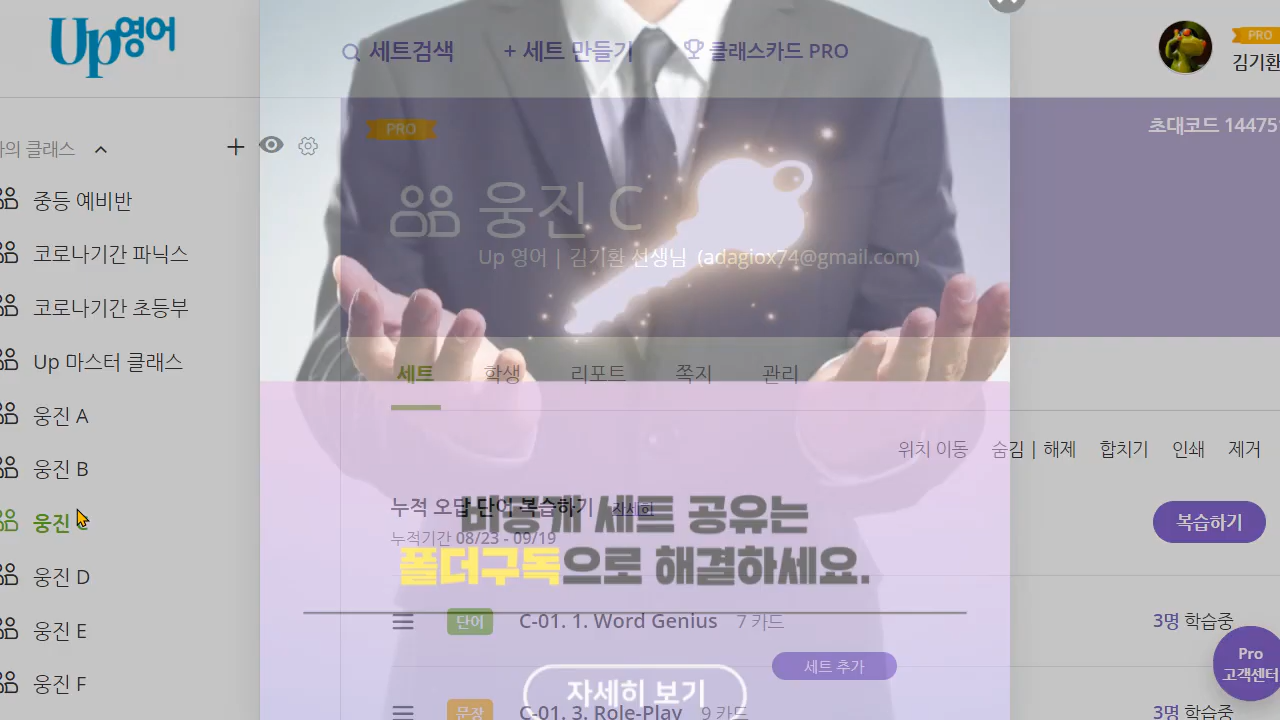 Up영어
세트검색
+ 세트 만들기
클래스카드 PRO
PRO
김기환
초대코드 14475
나의 클래스
PRO
중등 예비반
웅진 C
코로나기간 파닉스
Up 영어 | 김기환 선생님 (adagiox74@gmail.com)
코로나기간 초등부
Up 마스터 클래스
세트 학생 리포트 쪽지 관리
웅진 A
위치 이동 숨김 | 해제 합치기 인쇄 제거
웅진 B
누적 오답 단어 복습하기 자세히
비공개 세트 공유는
복습하기
웅진
누적기간 08/23 - 09/19
폴더구독으로 해결하세요.
웅진 D
단어 C-01. 1. Word Genius 7 카드
3명 학습중
웅진 E
Pro
고객센터
세트 추가
웅진 F
자세히 보기
문장 C-01. 3. Role-Play 9 카드
3명 학습중